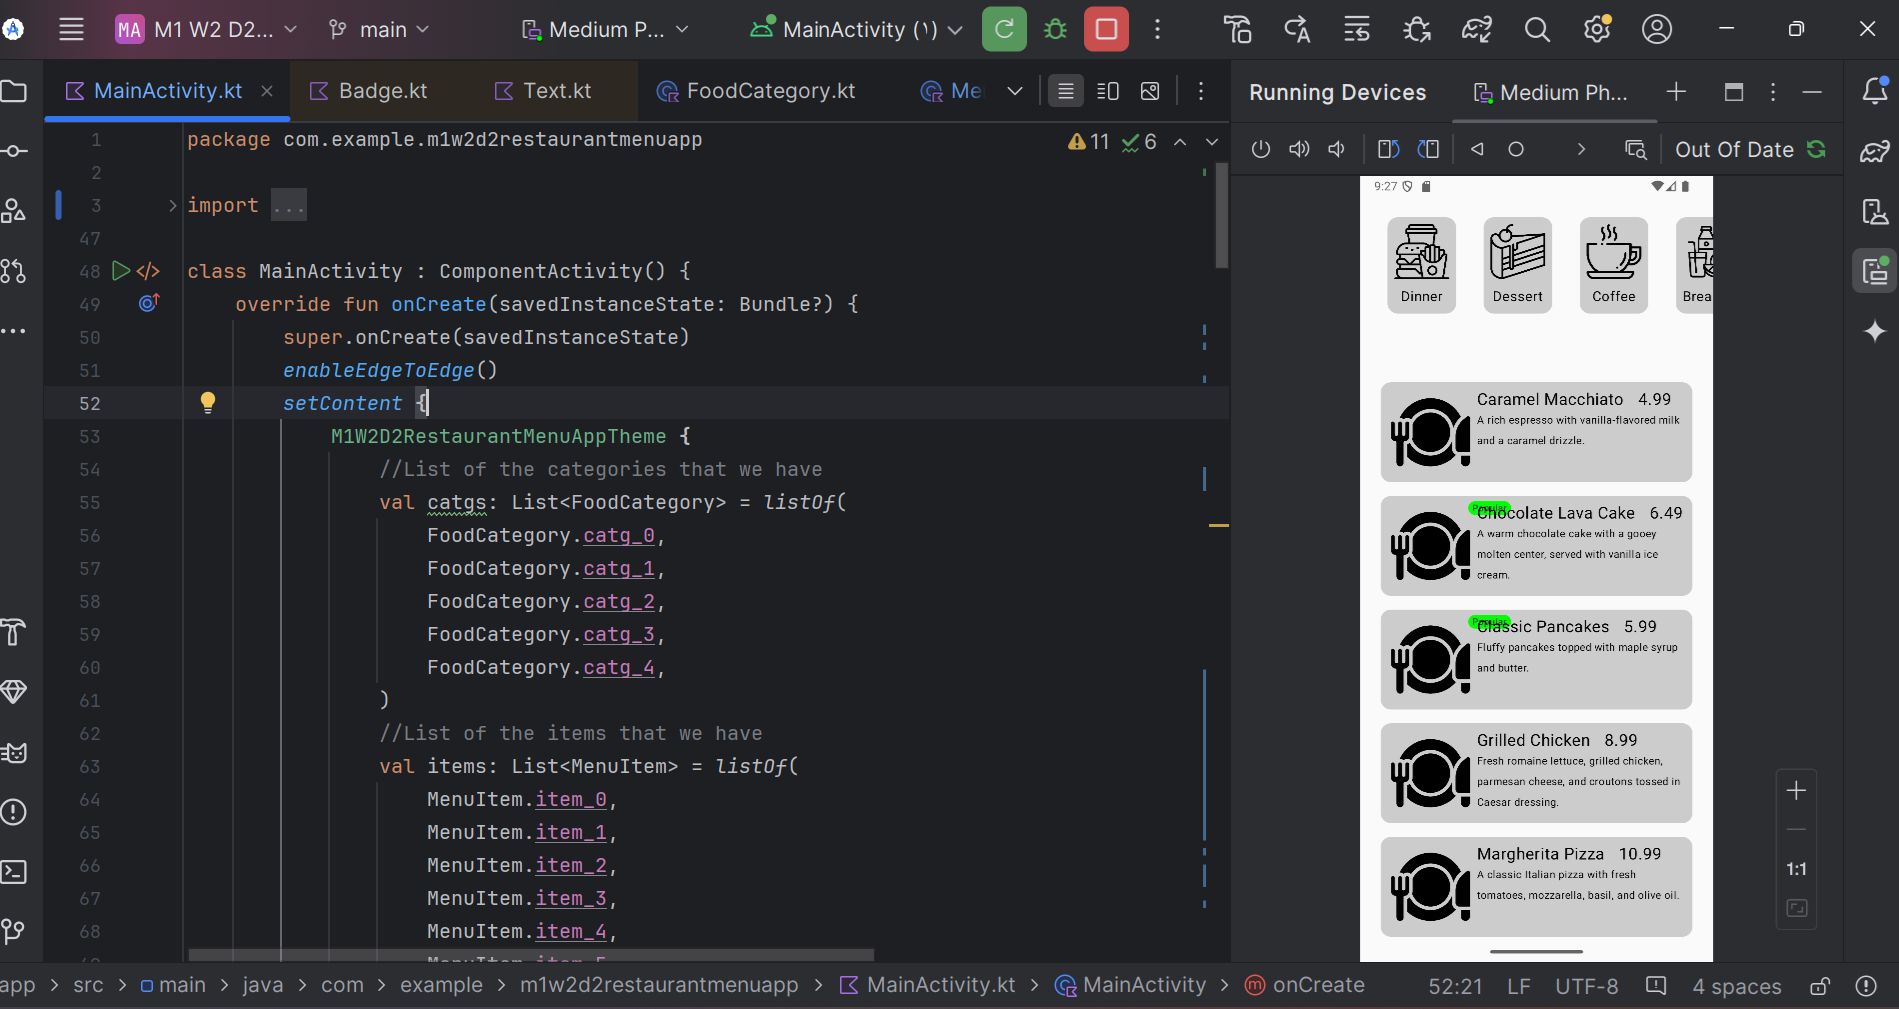 MA M1 W2 D2... main Medium P... MainActivity (١)
MainActivity.kt Badge.kt Text.kt FoodCategory.kt Me
Running Devices Medium Ph...
1 package com.example.m1w2d2restaurantmenuapp
11 6
2
3 import ...
47
48 class MainActivity : ComponentActivity() {
49 override fun onCreate(savedInstanceState: Bundle?) {
50 super.onCreate(savedInstanceState)
51 enableEdgeToEdge()
52 setContent {
53 M1W2D2RestaurantMenuAppTheme {
54 //List of the categories that we have
55 val catgs: List<FoodCategory> = listOf(
56 FoodCategory.catg_0,
57 FoodCategory.catg_1,
58 FoodCategory.catg_2,
59 FoodCategory.catg_3,
60 FoodCategory.catg_4,
61 )
62 //List of the items that we have
63 val items: List<MenuItem> = listOf(
64 MenuItem.item_0,
65 MenuItem.item_1,
66 MenuItem.item_2,
67 MenuItem.item_3,
68 MenuItem.item_4,
Out Of Date
9:27
Dinner Dessert Coffee Brea
Caramel Macchiato 4.99
A rich espresso with vanilla-flavored milk
and a caramel drizzle.
Popular
Chocolate Lava Cake 6.49
A warm chocolate cake with a gooey
molten center, served with vanilla ice
cream.
Popular
Classic Pancakes 5.99
Fluffy pancakes topped with maple syrup
and butter.
Grilled Chicken 8.99
Fresh romaine lettuce, grilled chicken,
parmesan cheese, and croutons tossed in
Caesar dressing.
Margherita Pizza 10.99
A classic Italian pizza with fresh
tomatoes, mozzarella, basil, and olive oil.
1:1
app > src > main > java > com > example > m1w2d2restaurantmenuapp > MainActivity.kt > MainActivity > onCreate
52:21 LF UTF-8 4 spaces